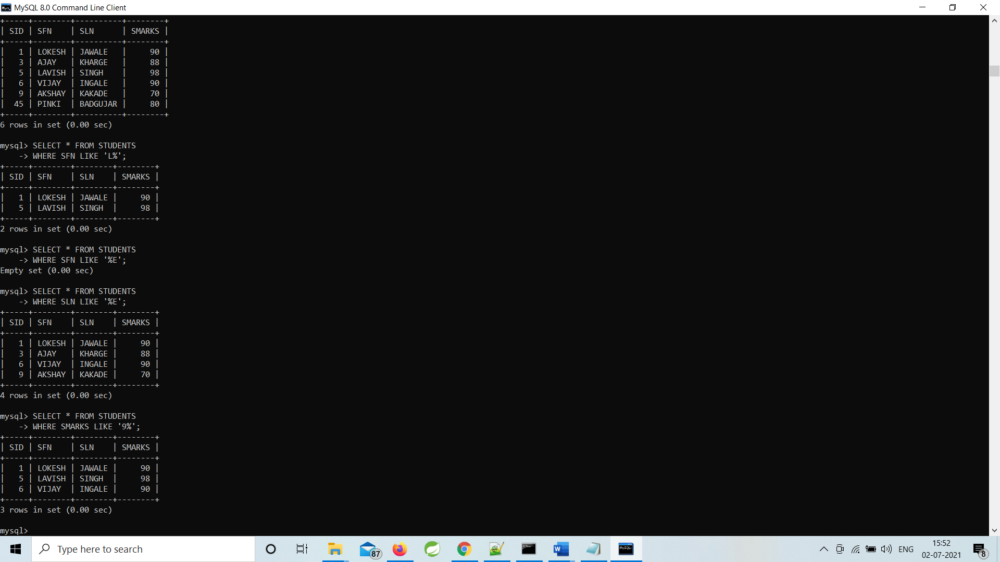 MySQL 8.0 Command Line Client
+-----+--------+----------+--------+
| SID | SFN    | SLN      | SMARKS |
+-----+--------+----------+--------+
|   1 | LOKESH | JAWALE   |     90 |
|   3 | AJAY   | KHARGE   |     88 |
|   5 | LAVISH | SINGH    |     98 |
|   6 | VIJAY  | INGALE   |     90 |
|   9 | AKSHAY | KAKADE   |     70 |
|  45 | PINKI  | BADGUJAR |     80 |
+-----+--------+----------+--------+
6 rows in set (0.00 sec)

mysql> SELECT * FROM STUDENTS
    -> WHERE SFN LIKE 'L%';
+-----+--------+--------+--------+
| SID | SFN    | SLN    | SMARKS |
+-----+--------+--------+--------+
|   1 | LOKESH | JAWALE |     90 |
|   5 | LAVISH | SINGH  |     98 |
+-----+--------+--------+--------+
2 rows in set (0.00 sec)

mysql> SELECT * FROM STUDENTS
    -> WHERE SFN LIKE '%E';
Empty set (0.00 sec)

mysql> SELECT * FROM STUDENTS
    -> WHERE SLN LIKE '%E';
+-----+--------+--------+--------+
| SID | SFN    | SLN    | SMARKS |
+-----+--------+--------+--------+
|   1 | LOKESH | JAWALE |     90 |
|   3 | AJAY   | KHARGE |     88 |
|   6 | VIJAY  | INGALE |     90 |
|   9 | AKSHAY | KAKADE |     70 |
+-----+--------+--------+--------+
4 rows in set (0.00 sec)

mysql> SELECT * FROM STUDENTS
    -> WHERE SMARKS LIKE '9%';
+-----+--------+--------+--------+
| SID | SFN    | SLN    | SMARKS |
+-----+--------+--------+--------+
|   1 | LOKESH | JAWALE |     90 |
|   5 | LAVISH | SINGH  |     98 |
|   6 | VIJAY  | INGALE |     90 |
+-----+--------+--------+--------+
3 rows in set (0.00 sec)

mysql>
Type here to search
87
W
MySQL
ENG
15:52
02-07-2021
8